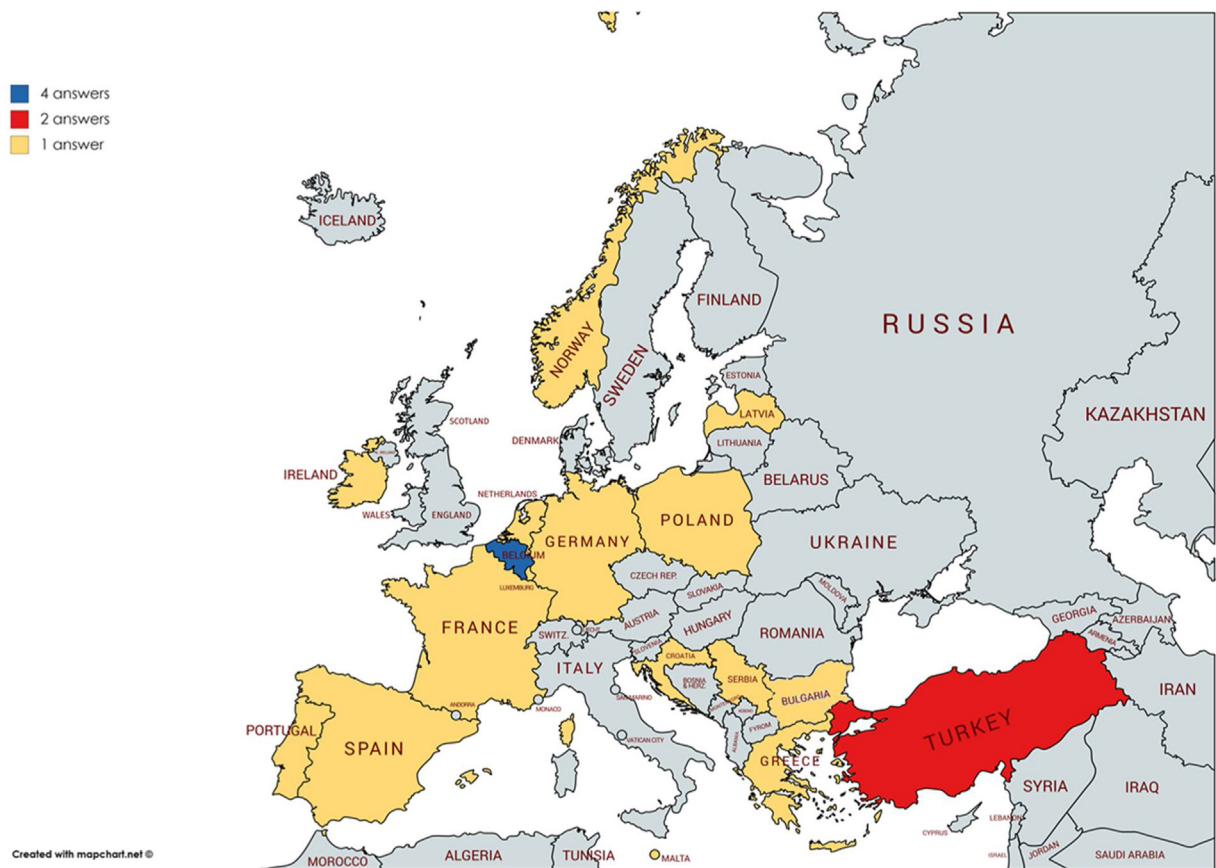 4 answers
2 answers
1 answer
ICELAND
FINLAND
RUSSIA
NORWAY
SWEDEN
ESTONIA
LATVIA
KAZAKHSTAN
SCOTLAND
DENMARK
LITHUANIA
IRELAND
BELARUS
NETHERLANDS
WALES
ENGLAND
POLAND
GERMANY
UKRAINE
BELGIUM
CZECH REP.
LUXEMBURG
SLOVAKIA
MOLDOVA
AUSTRIA
HUNGARY
FRANCE
SWITZ.
ROMANIA
GEORGIA
AZERBAIJAN
ARMENIA
SLOVENIA
CROATIA
ITALY
BOSNIA
& HERZ.
SERBIA
BULGARIA
SAN MARINO
IRAN
ANDORRA
MONACO
PORTUGAL
SPAIN
VATICAN CITY
FYROM
ALBANIA
TURKEY
GREECE
SYRIA
IRAQ
LEBANON
CYPRUS
Created with mapchart.net ©
MOROCCO
ALGERIA
TUNISIA
MALTA
ISRAEL
JORDAN
SAUDI ARABIA